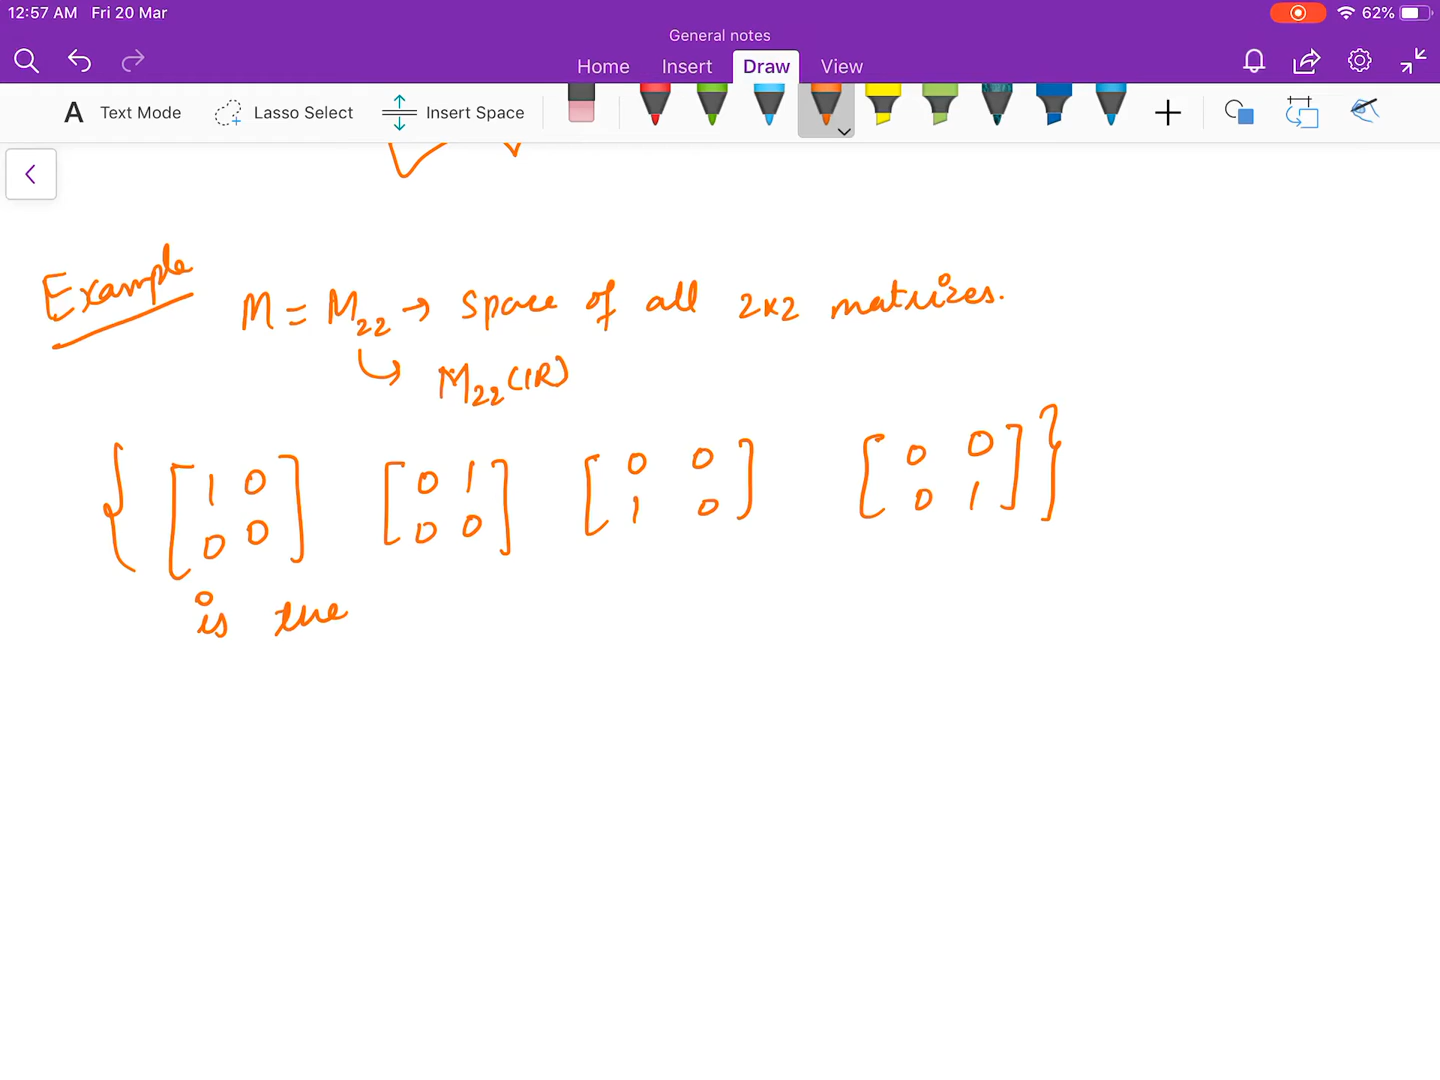 12:57 AM Fri 20 Mar 62%
General notes
Home Insert Draw View
A Text Mode Lasso Select Insert Space
Example
M = M22 → Space of all 2x2 matrizes.
↳ M22(IR)
{ [1 0 [0 1 [0 0 [0 0
0 0] 0 0] 1 0] 0 1] }
is the